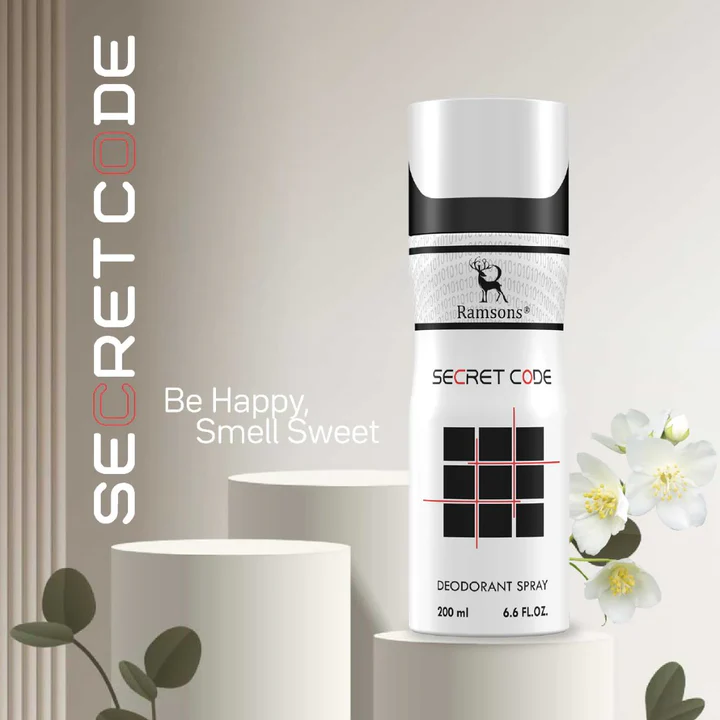 SECRET CODE
Be Happy,
Smell Sweet
Ramsons®
SECRET CODE
DEODORANT SPRAY
200 ml 6.6 FL.OZ.